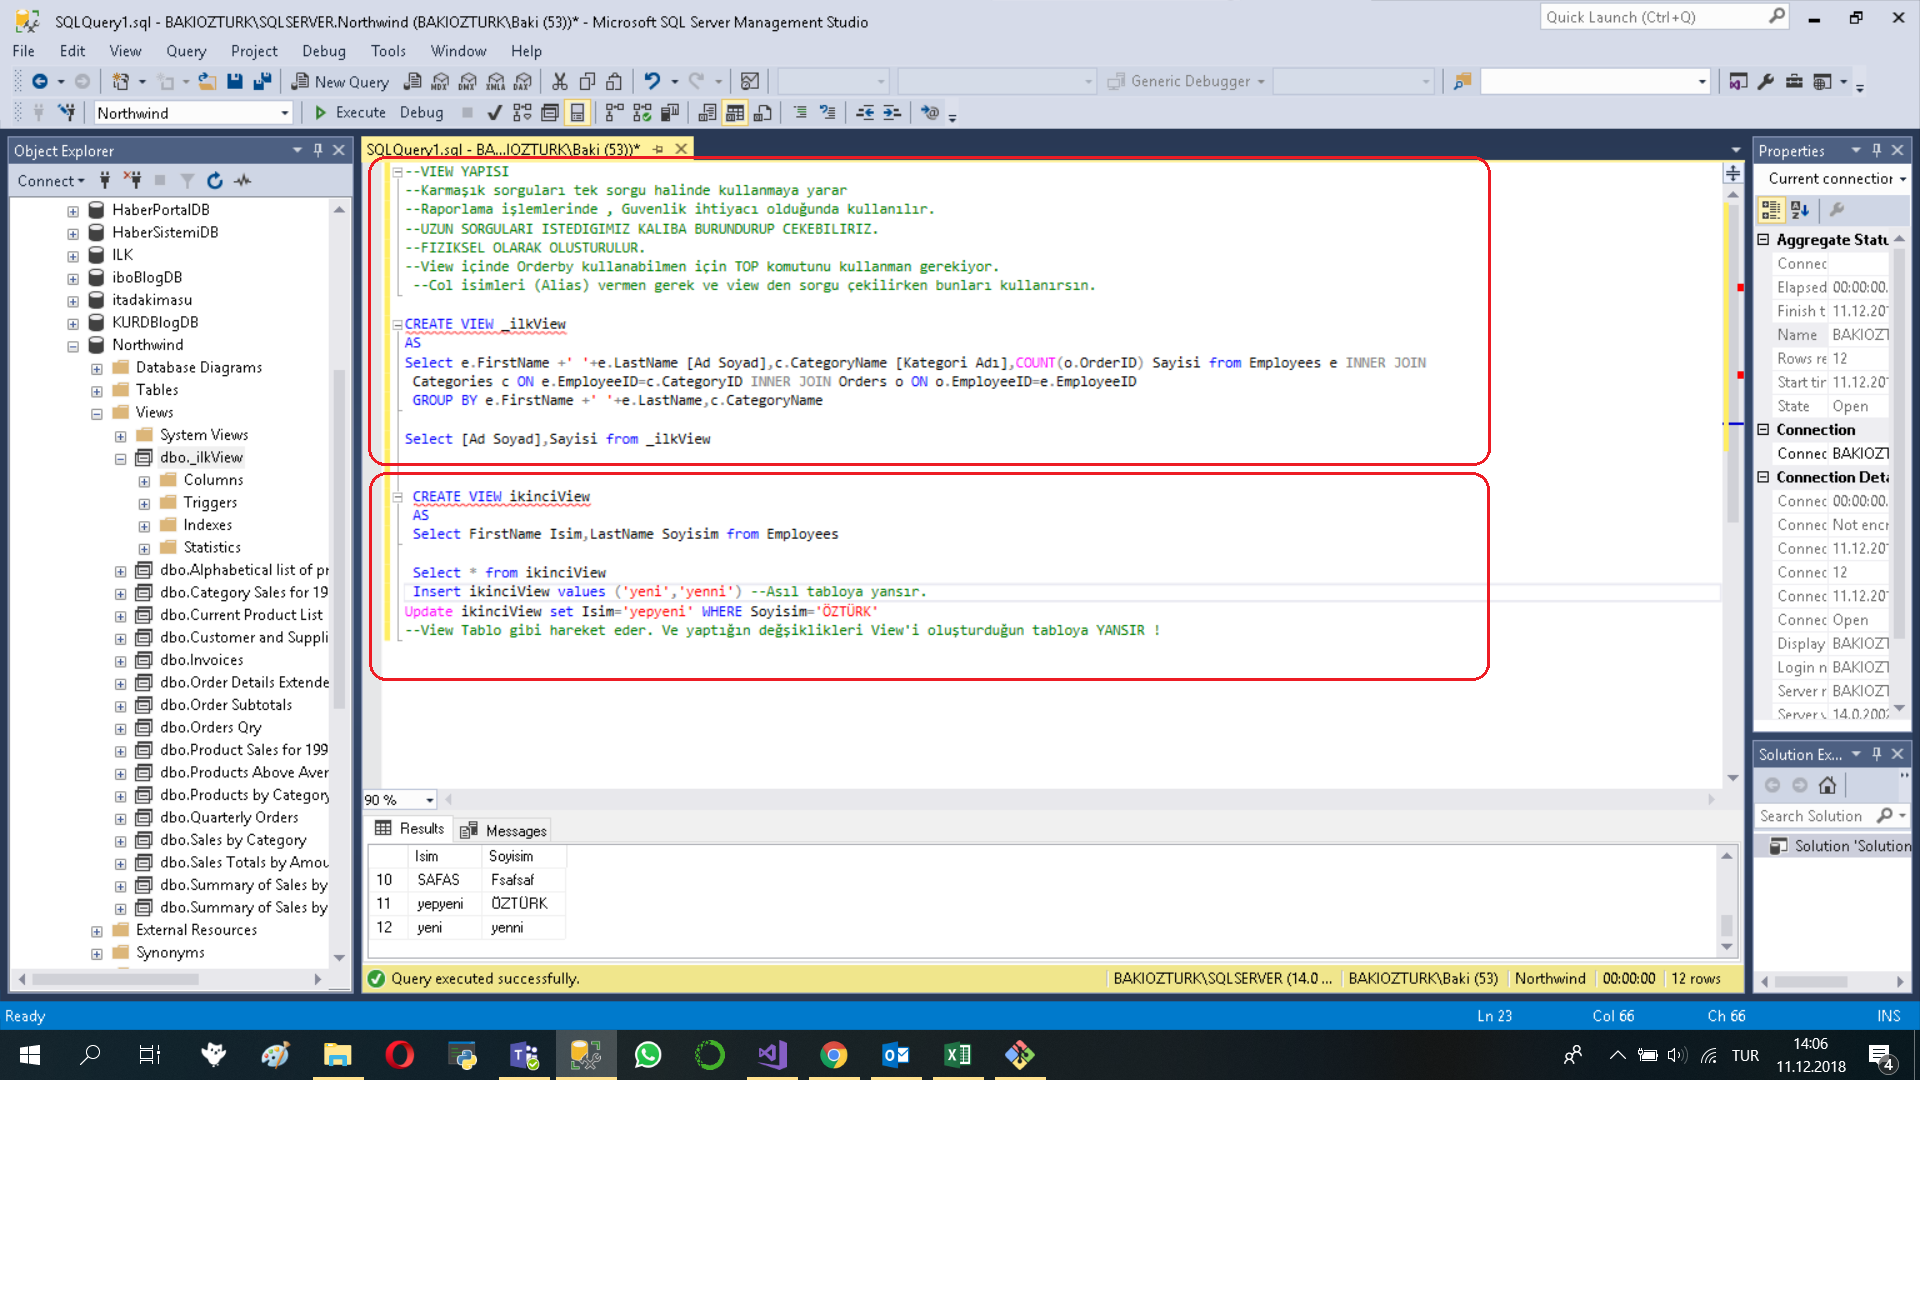 SQLQuery1.sql - BAKIOZTURK\SQLSERVER.Northwind (BAKIOZTURK\Baki (53))* - Microsoft SQL Server Management Studio
Quick Launch (Ctrl+Q)
File Edit View Query Project Debug Tools Window Help
New Query MDX DMX XMLA DAX Generic Debugger
Northwind Execute Debug
Object Explorer
Connect
HaberPortalDB
HaberSistemiDB
ILK
iboBlogDB
itadakimasu
KURDBlogDB
Northwind
Database Diagrams
Tables
Views
System Views
dbo._ilkView
Columns
Triggers
Indexes
Statistics
dbo.Alphabetical list of pr
dbo.Category Sales for 19
dbo.Current Product List
dbo.Customer and Suppli
dbo.Invoices
dbo.Order Details Extende
dbo.Order Subtotals
dbo.Orders Qry
dbo.Product Sales for 199
dbo.Products Above Aver
dbo.Products by Category
dbo.Quarterly Orders
dbo.Sales by Category
dbo.Sales Totals by Amou
dbo.Summary of Sales by
dbo.Summary of Sales by
External Resources
Synonyms
SQLQuery1.sql - BA...IOZTURK\Baki (53))*
--VIEW YAPISI
--Karmaşık sorguları tek sorgu halinde kullanmaya yarar
--Raporlama işlemlerinde , Guvenlik ihtiyacı olduğunda kullanılır.
--UZUN SORGULARI ISTEDIGIMIZ KALIBA BURUNDURUP CEKEBILIRIZ.
--FIZIKSEL OLARAK OLUSTURULUR.
--View içinde Orderby kullanabilmen için TOP komutunu kullanman gerekiyor.
--Col isimleri (Alias) vermen gerek ve view den sorgu çekilirken bunları kullanırsın.
CREATE VIEW _ilkView
AS
Select e.FirstName +' '+e.LastName [Ad Soyad],c.CategoryName [Kategori Adı],COUNT(o.OrderID) Sayisi from Employees e INNER JOIN
Categories c ON e.EmployeeID=c.CategoryID INNER JOIN Orders o ON o.EmployeeID=e.EmployeeID
GROUP BY e.FirstName +' '+e.LastName,c.CategoryName
Select [Ad Soyad],Sayisi from _ilkView
CREATE VIEW ikinciView
AS
Select FirstName Isim,LastName Soyisim from Employees
Select * from ikinciView
Insert ikinciView values ('yeni','yenni') --Asıl tabloya yansır.
Update ikinciView set Isim='yepyeni' WHERE Soyisim='ÖZTÜRK'
--View Tablo gibi hareket eder. Ve yaptığın değşiklikleri View'i oluşturduğun tabloya YANSIR !
90 %
Results Messages
Isim Soyisim
10 SAFAS Fsafsaf
11 yepyeni ÖZTÜRK
12 yeni yenni
Query executed successfully. BAKIOZTURK\SQLSERVER (14.0 ... BAKIOZTURK\Baki (53) Northwind 00:00:00 12 rows
Properties
Current connection
Aggregate Statu
Connec
Elapsed 00:00:00.
Finish t 11.12.20
Name BAKIOZT
Rows re 12
Start tir 11.12.20
State Open
Connection
Connec BAKIOZT
Connection Deta
Connec 00:00:00.
Connec Not encr
Connec 11.12.20
Connec 12
Connec 11.12.20
Connec Open
Display BAKIOZT
Login n BAKIOZT
Server r BAKIOZT
Server v 14.0.200
Solution Ex...
Search Solution
Solution 'Solution
Ready Ln 23 Col 66 Ch 66 INS
TUR
14:06
11.12.2018
4